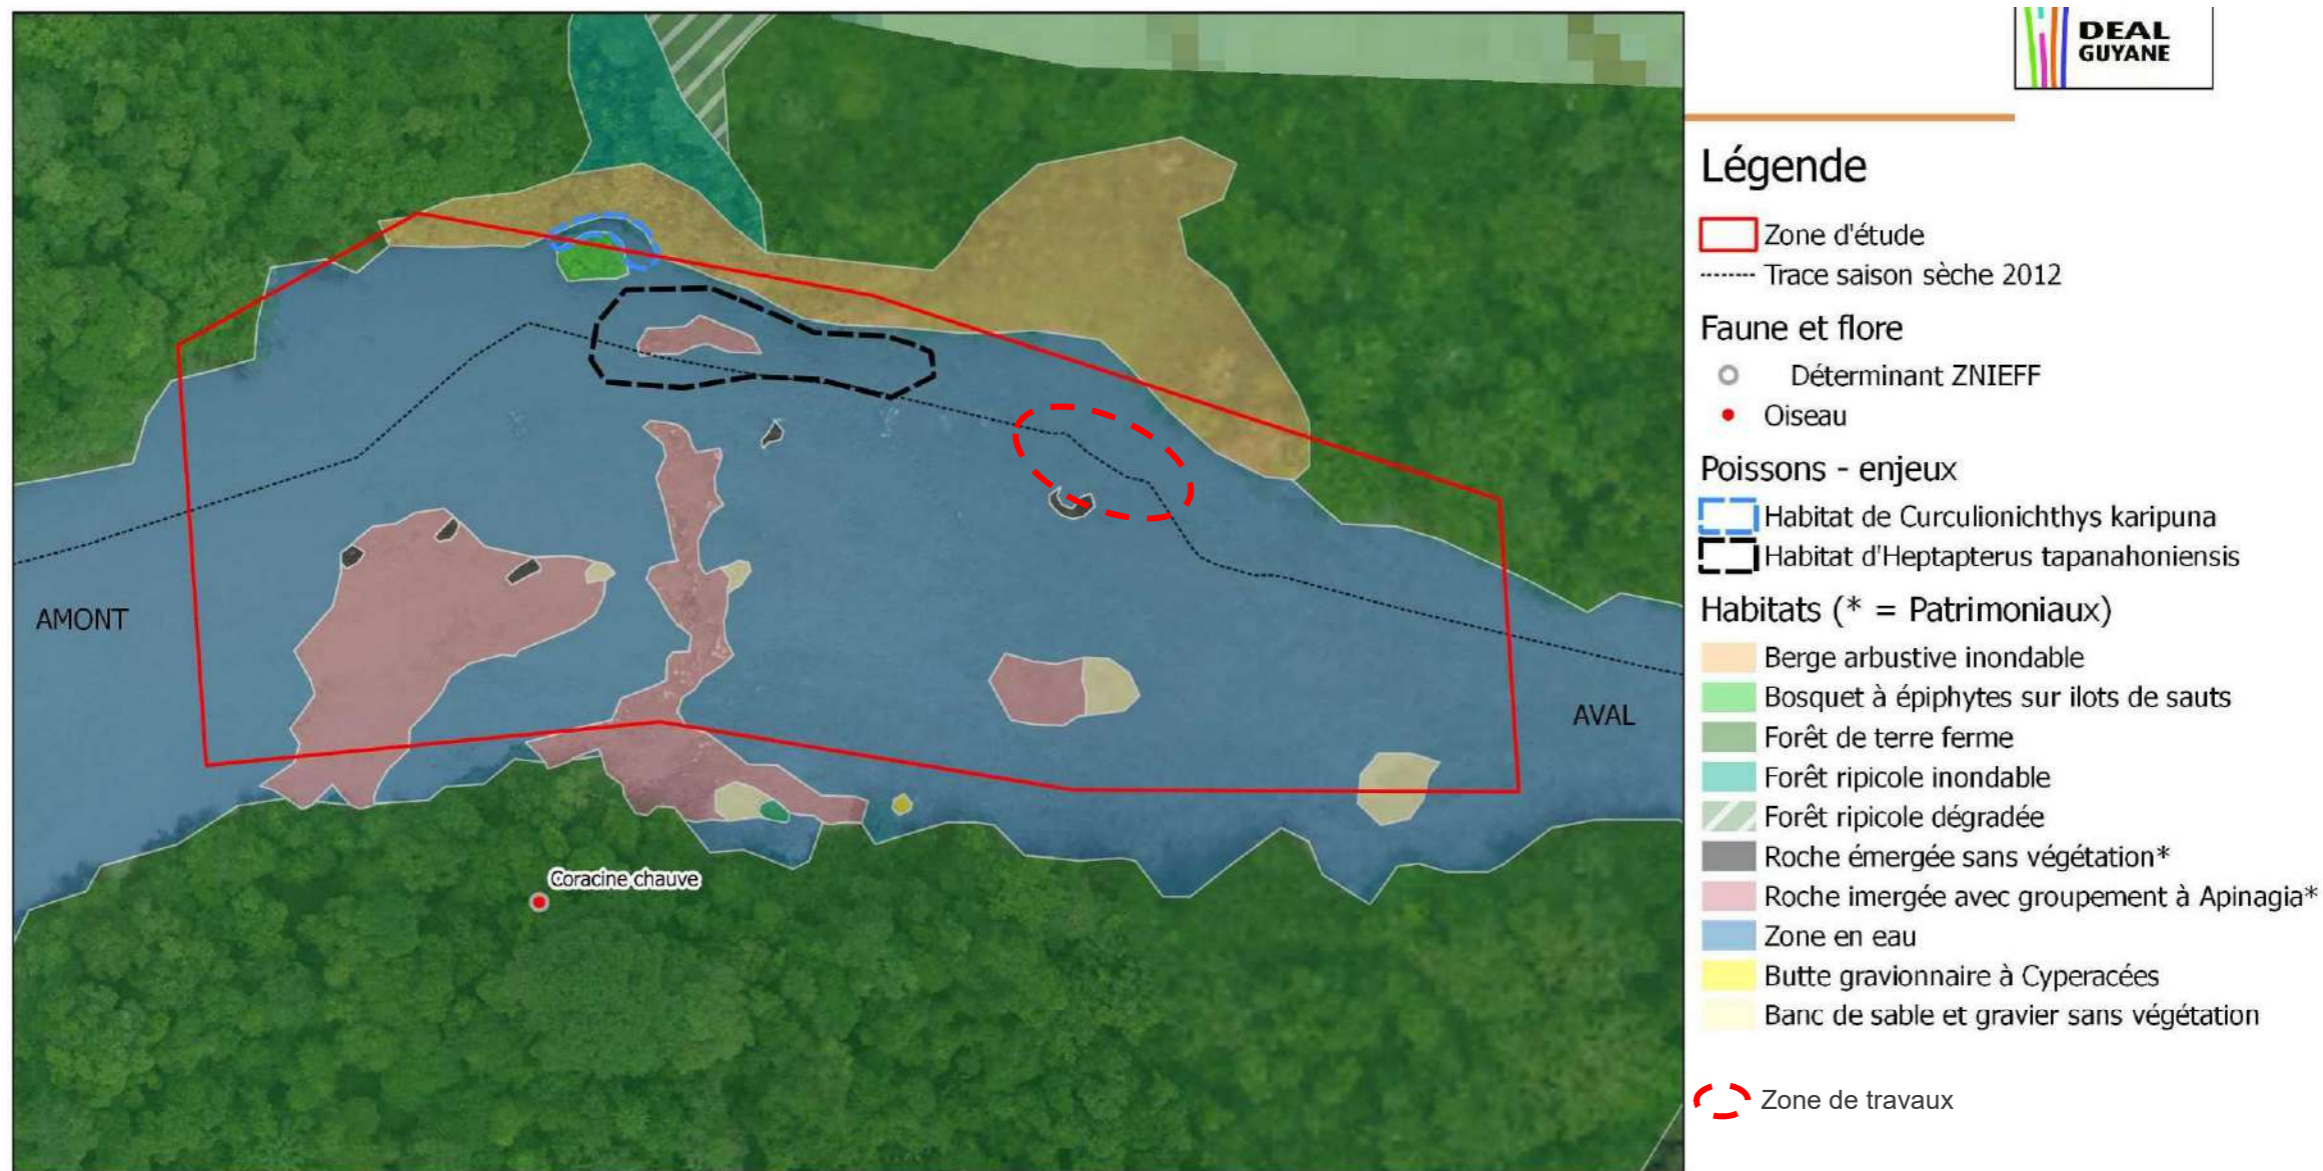 DEAL
GUYANE
Légende
Zone d'étude
Trace saison sèche 2012
Faune et flore
Déterminant ZNIEFF
Oiseau
Poissons - enjeux
Habitat de Curculionichthys karipuna
Habitat d'Heptapterus tapanahoniensis
Habitats (* = Patrimoniaux)
Berge arbustive inondable
Bosquet à épiphytes sur ilots de sauts
Forêt de terre ferme
Forêt ripicole inondable
Forêt ripicole dégradée
Roche émergée sans végétation*
Roche imergée avec groupement à Apinagia*
Zone en eau
Butte gravionnaire à Cyperacées
Banc de sable et gravier sans végétation
Zone de travaux
AMONT
AVAL
Coracine chauve